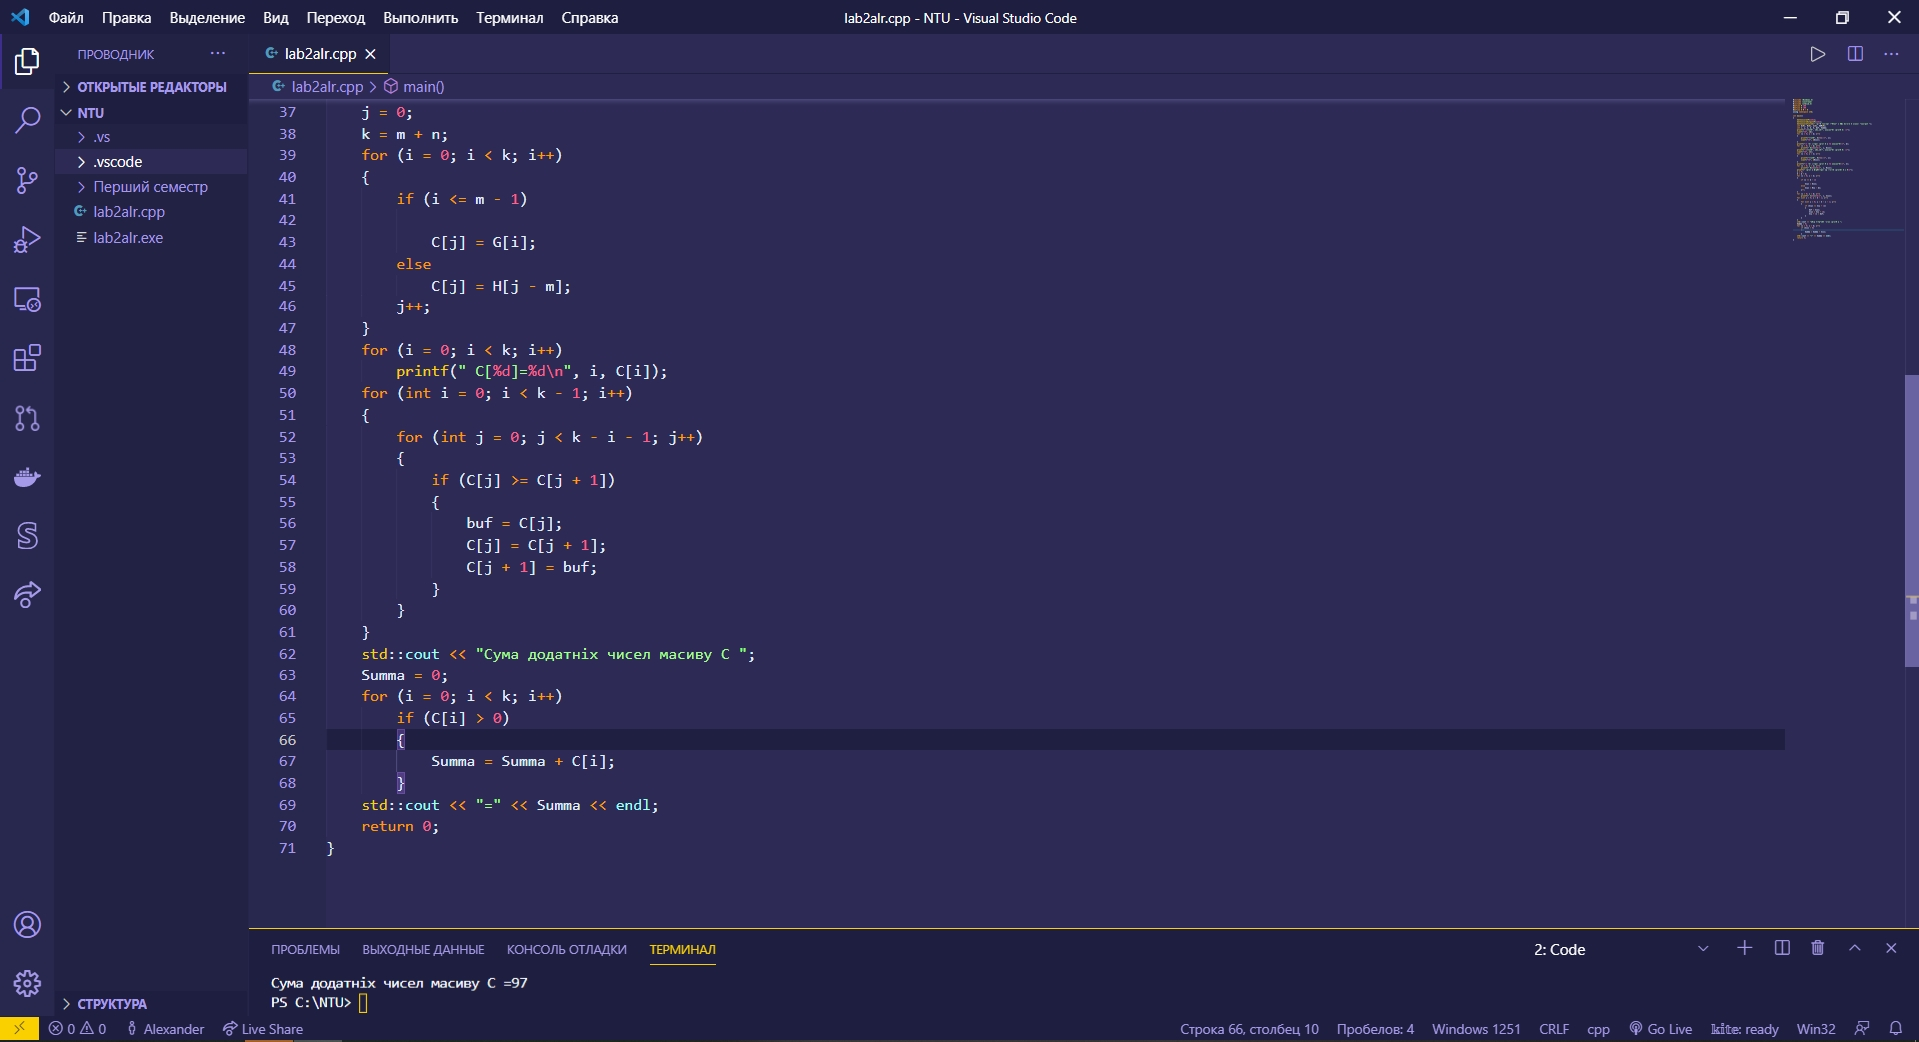 Файл Правка Выделение Вид Переход Выполнить Терминал Справка
lab2alr.cpp - NTU - Visual Studio Code
ПРОВОДНИК
ОТКРЫТЫЕ РЕДАКТОРЫ
NTU
.vs
.vscode
Перший семестр
lab2alr.cpp
lab2alr.exe
СТРУКТУРА
lab2alr.cpp
lab2alr.cpp > main()
37 j = 0;
38 k = m + n;
39 for (i = 0; i < k; i++)
40 {
41 if (i <= m - 1)
42
43 C[j] = G[i];
44 else
45 C[j] = H[j - m];
46 j++;
47 }
48 for (i = 0; i < k; i++)
49 printf(" C[%d]=%d\n", i, C[i]);
50 for (int i = 0; i < k - 1; i++)
51 {
52 for (int j = 0; j < k - i - 1; j++)
53 {
54 if (C[j] >= C[j + 1])
55 {
56 buf = C[j];
57 C[j] = C[j + 1];
58 C[j + 1] = buf;
59 }
60 }
61 }
62 std::cout << "Сума додатніх чисел масиву С ";
63 Summa = 0;
64 for (i = 0; i < k; i++)
65 if (C[i] > 0)
66 {
67 Summa = Summa + C[i];
68 }
69 std::cout << "=" << Summa << endl;
70 return 0;
71 }
ПРОБЛЕМЫ ВЫХОДНЫЕ ДАННЫЕ КОНСОЛЬ ОТЛАДКИ ТЕРМИНАЛ
2: Code
Сума додатніх чисел масиву С =97
PS C:\NTU>
0 0 Alexander Live Share
Строка 66, столбец 10 Пробелов: 4 Windows 1251 CRLF cpp Go Live kite: ready Win32